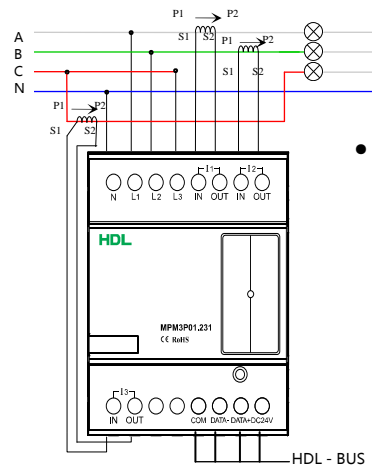 P1 P2
A
S1 S2
P1 P2
B
C
S1 S2
N
P1 P2
S1 S2
I1 I2
N L1 L2 L3 IN OUT IN OUT
HDL
MPM3P01.231
CE RoHS
I3
IN OUT COM DATA- DATA+ DC24V
HDL - BUS